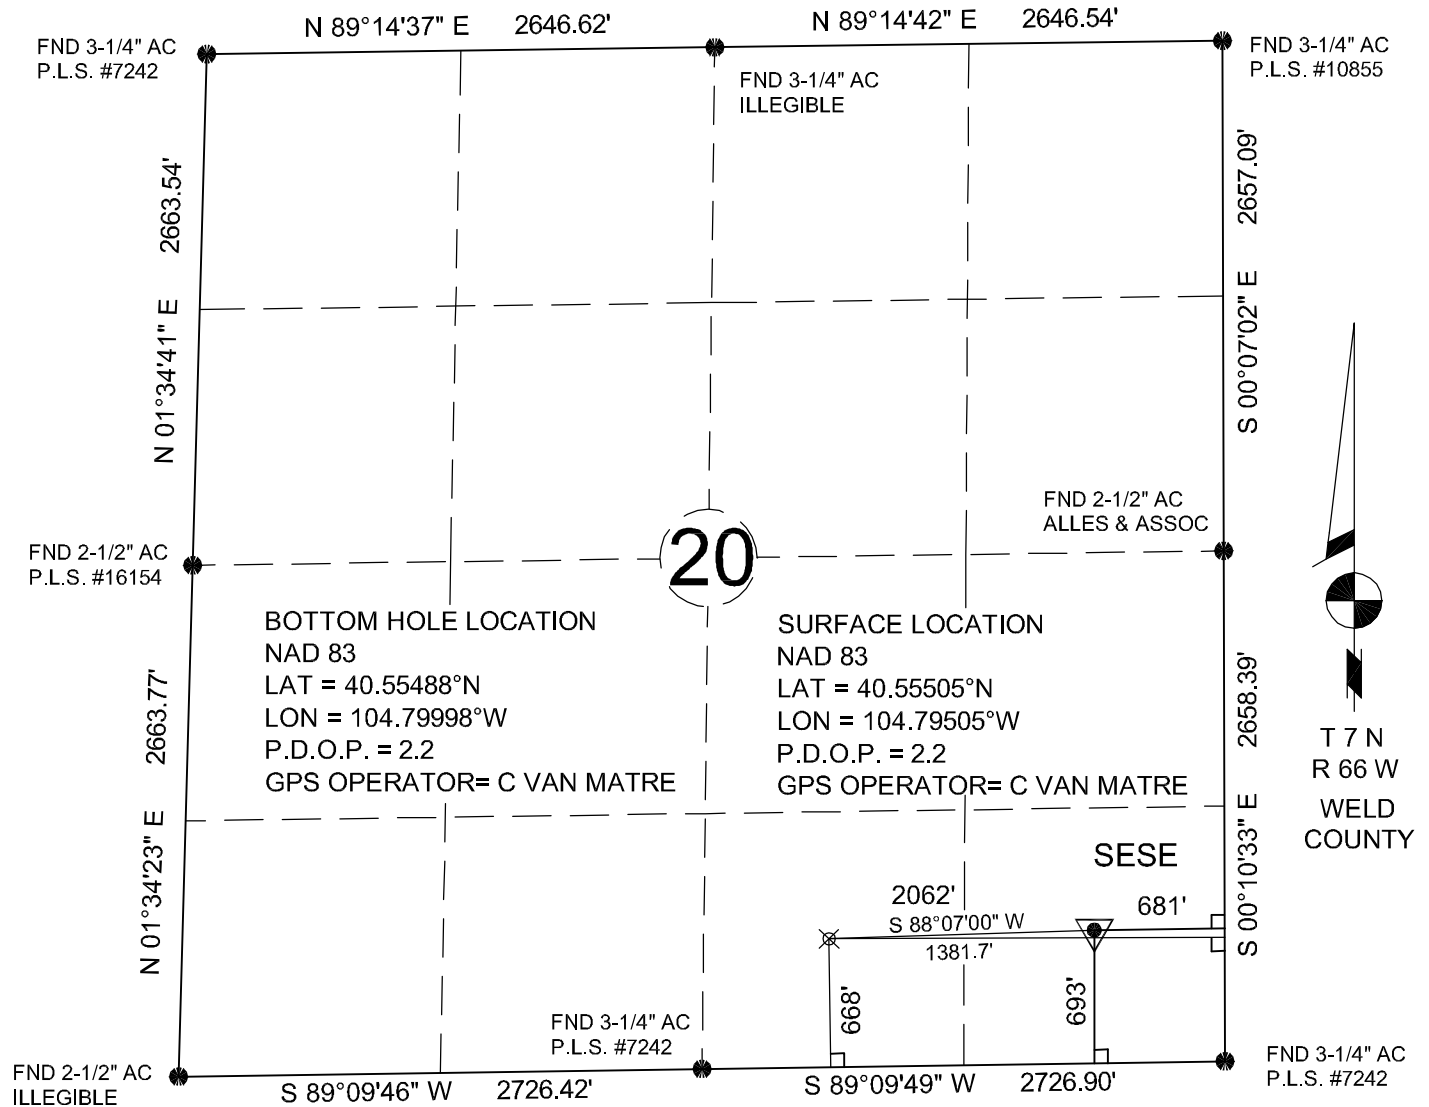 N 89°14'37" E 2646.62'
N 89°14'42" E 2646.54'
FND 3-1/4" AC
P.L.S. #7242
FND 3-1/4" AC
ILLEGIBLE
FND 3-1/4" AC
P.L.S. #10855
N 01°34'41" E 2663.54'
S 00°07'02" E 2657.09'
FND 2-1/2" AC
ALLES & ASSOC
FND 2-1/2" AC
P.L.S. #16154
20
BOTTOM HOLE LOCATION
NAD 83
LAT = 40.55488°N
LON = 104.79998°W
P.D.O.P. = 2.2
GPS OPERATOR= C VAN MATRE
SURFACE LOCATION
NAD 83
LAT = 40.55505°N
LON = 104.79505°W
P.D.O.P. = 2.2
GPS OPERATOR= C VAN MATRE
T 7 N
R 66 W
WELD
COUNTY
N 01°34'23" E 2663.77'
S 00°10'33" E 2658.39'
SESE
2062'
681'
S 88°07'00" W
1381.7'
668'
693'
FND 3-1/4" AC
P.L.S. #7242
FND 2-1/2" AC
ILLEGIBLE
FND 3-1/4" AC
P.L.S. #7242
S 89°09'46" W 2726.42'
S 89°09'49" W 2726.90'